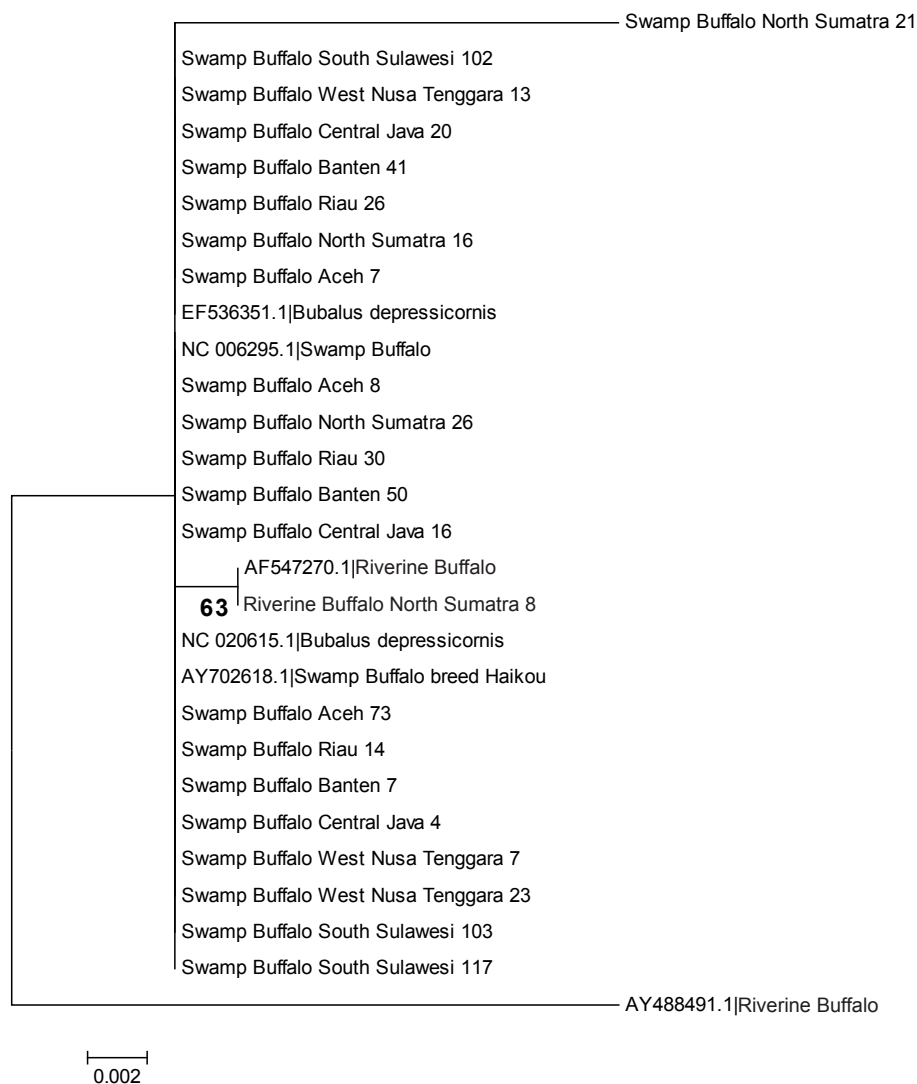 Swamp Buffalo North Sumatra 21
Swamp Buffalo South Sulawesi 102
Swamp Buffalo West Nusa Tenggara 13
Swamp Buffalo Central Java 20
Swamp Buffalo Banten 41
Swamp Buffalo Riau 26
Swamp Buffalo North Sumatra 16
Swamp Buffalo Aceh 7
EF536351.1|Bubalus depressicornis
NC 006295.1|Swamp Buffalo
Swamp Buffalo Aceh 8
Swamp Buffalo North Sumatra 26
Swamp Buffalo Riau 30
Swamp Buffalo Banten 50
Swamp Buffalo Central Java 16
AF547270.1|Riverine Buffalo
63 Riverine Buffalo North Sumatra 8
NC 020615.1|Bubalus depressicornis
AY702618.1|Swamp Buffalo breed Haikou
Swamp Buffalo Aceh 73
Swamp Buffalo Riau 14
Swamp Buffalo Banten 7
Swamp Buffalo Central Java 4
Swamp Buffalo West Nusa Tenggara 7
Swamp Buffalo West Nusa Tenggara 23
Swamp Buffalo South Sulawesi 103
Swamp Buffalo South Sulawesi 117
AY488491.1|Riverine Buffalo
0.002